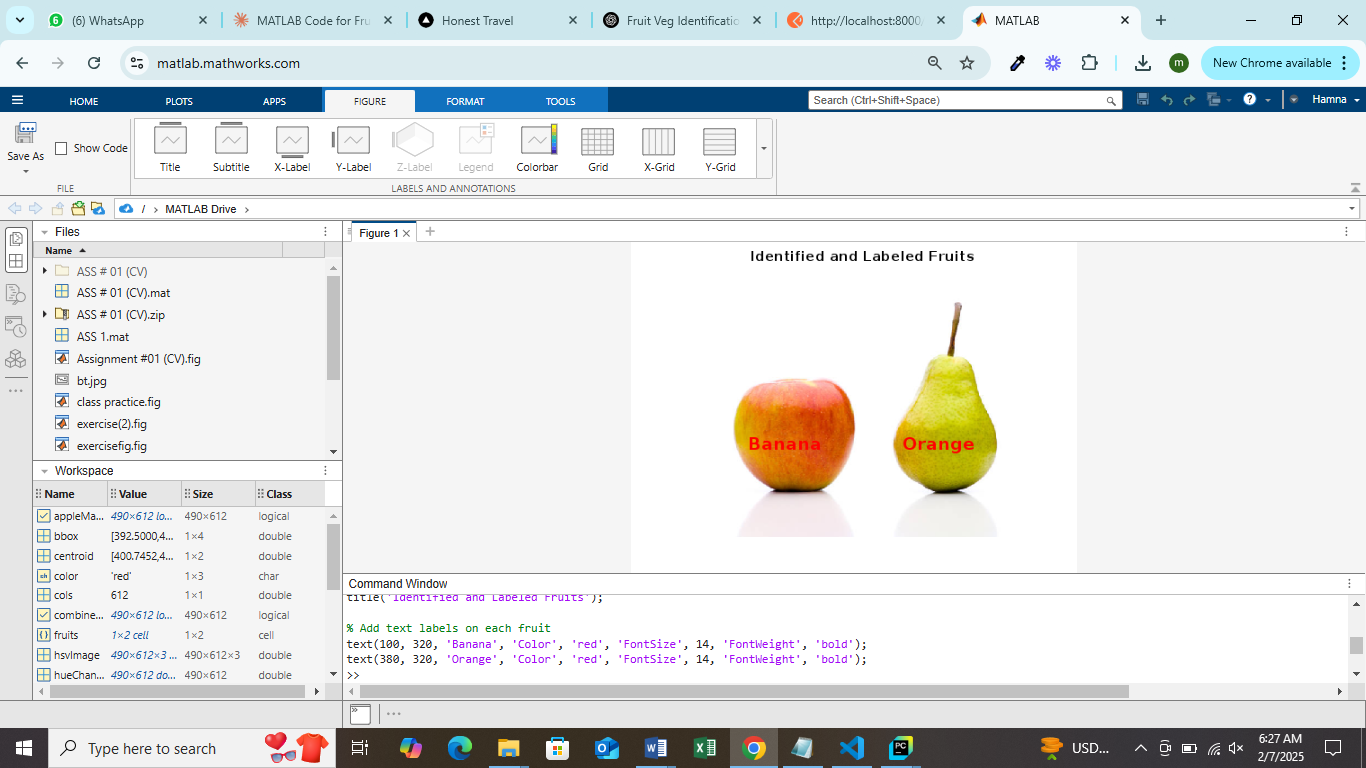 (6) WhatsApp
MATLAB Code for Fru
Honest Travel
Fruit Veg Identificatio
http://localhost:8000/
MATLAB
matlab.mathworks.com
m
New Chrome available
HOME PLOTS APPS FIGURE FORMAT TOOLS
Search (Ctrl+Shift+Space)
Hamna
Save As
Show Code
Title Subtitle X-Label Y-Label Z-Label Legend Colorbar Grid X-Grid Y-Grid
FILE
LABELS AND ANNOTATIONS
/ › MATLAB Drive ›
Files
Name
ASS # 01 (CV)
ASS # 01 (CV).mat
ASS # 01 (CV).zip
ASS 1.mat
Assignment #01 (CV).fig
bt.jpg
class practice.fig
exercise(2).fig
exercisefig.fig
Workspace
Name Value Size Class
appleMa... 490×612 lo... 490×612 logical
bbox [392.5000,4... 1×4 double
centroid [400.7452,4... 1×2 double
color 'red' 1×3 char
cols 612 1×1 double
combine... 490×612 lo... 490×612 logical
fruits 1×2 cell 1×2 cell
hsvImage 490×612×3 ... 490×612×3 double
hueChan... 490×612 do... 490×612 double
Figure 1
Identified and Labeled Fruits
Banana
Orange
Command Window
title('Identified and Labeled Fruits');
% Add text labels on each fruit
text(100, 320, 'Banana', 'Color', 'red', 'FontSize', 14, 'FontWeight', 'bold');
text(380, 320, 'Orange', 'Color', 'red', 'FontSize', 14, 'FontWeight', 'bold');
>>
Type here to search
USD...
6:27 AM
2/7/2025